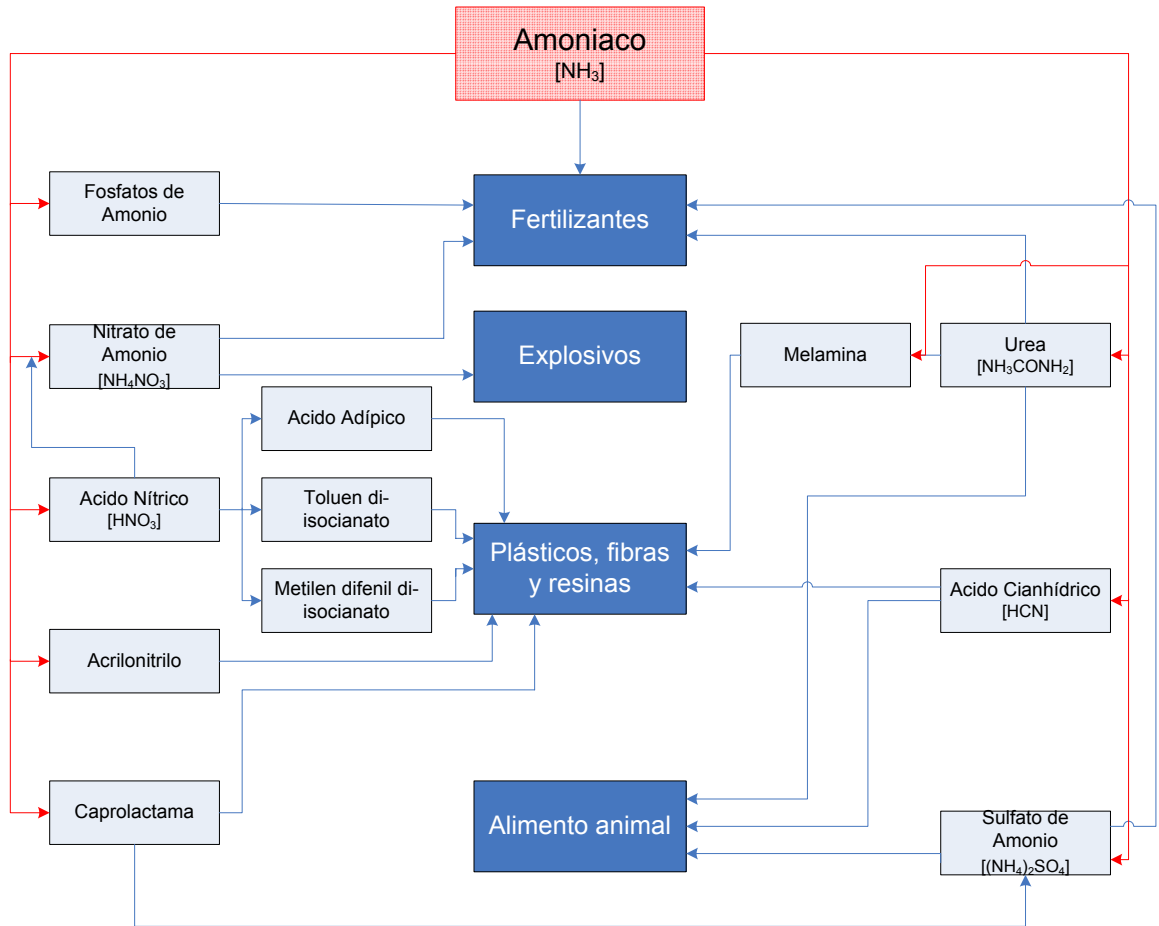 Amoniaco
[NH₃]
Fosfatos de
Amonio
Fertilizantes
Nitrato de
Amonio
[NH₄NO₃]
Explosivos
Melamina
Urea
[NH₃CONH₂]
Acido Adípico
Acido Nítrico
[HNO₃]
Toluen di-
isocianato
Plásticos, fibras
y resinas
Metilen difenil di-
isocianato
Acido Cianhídrico
[HCN]
Acrilonitrilo
Caprolactama
Alimento animal
Sulfato de
Amonio
[(NH₄)₂SO₄]